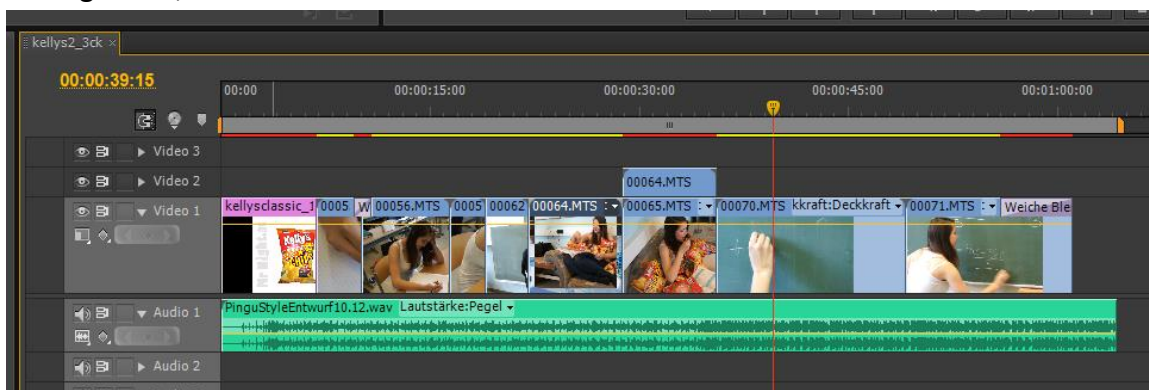 kellys2_3ck ×
00:00:39:15
00:00 00:00:15:00 00:00:30:00 00:00:45:00 00:01:00:00
Video 3
Video 2
00064.MTS
Video 1
kellysclassic_1 0005 W 00056.MTS 0005 00062 00064.MTS 00065.MTS 00070.MTS kkraft:Deckkraft 00071.MTS Weiche Ble
Kelly's
Audio 1
PinguStyleEntwurf10.12.wav Lautstärke:Pegel
Audio 2